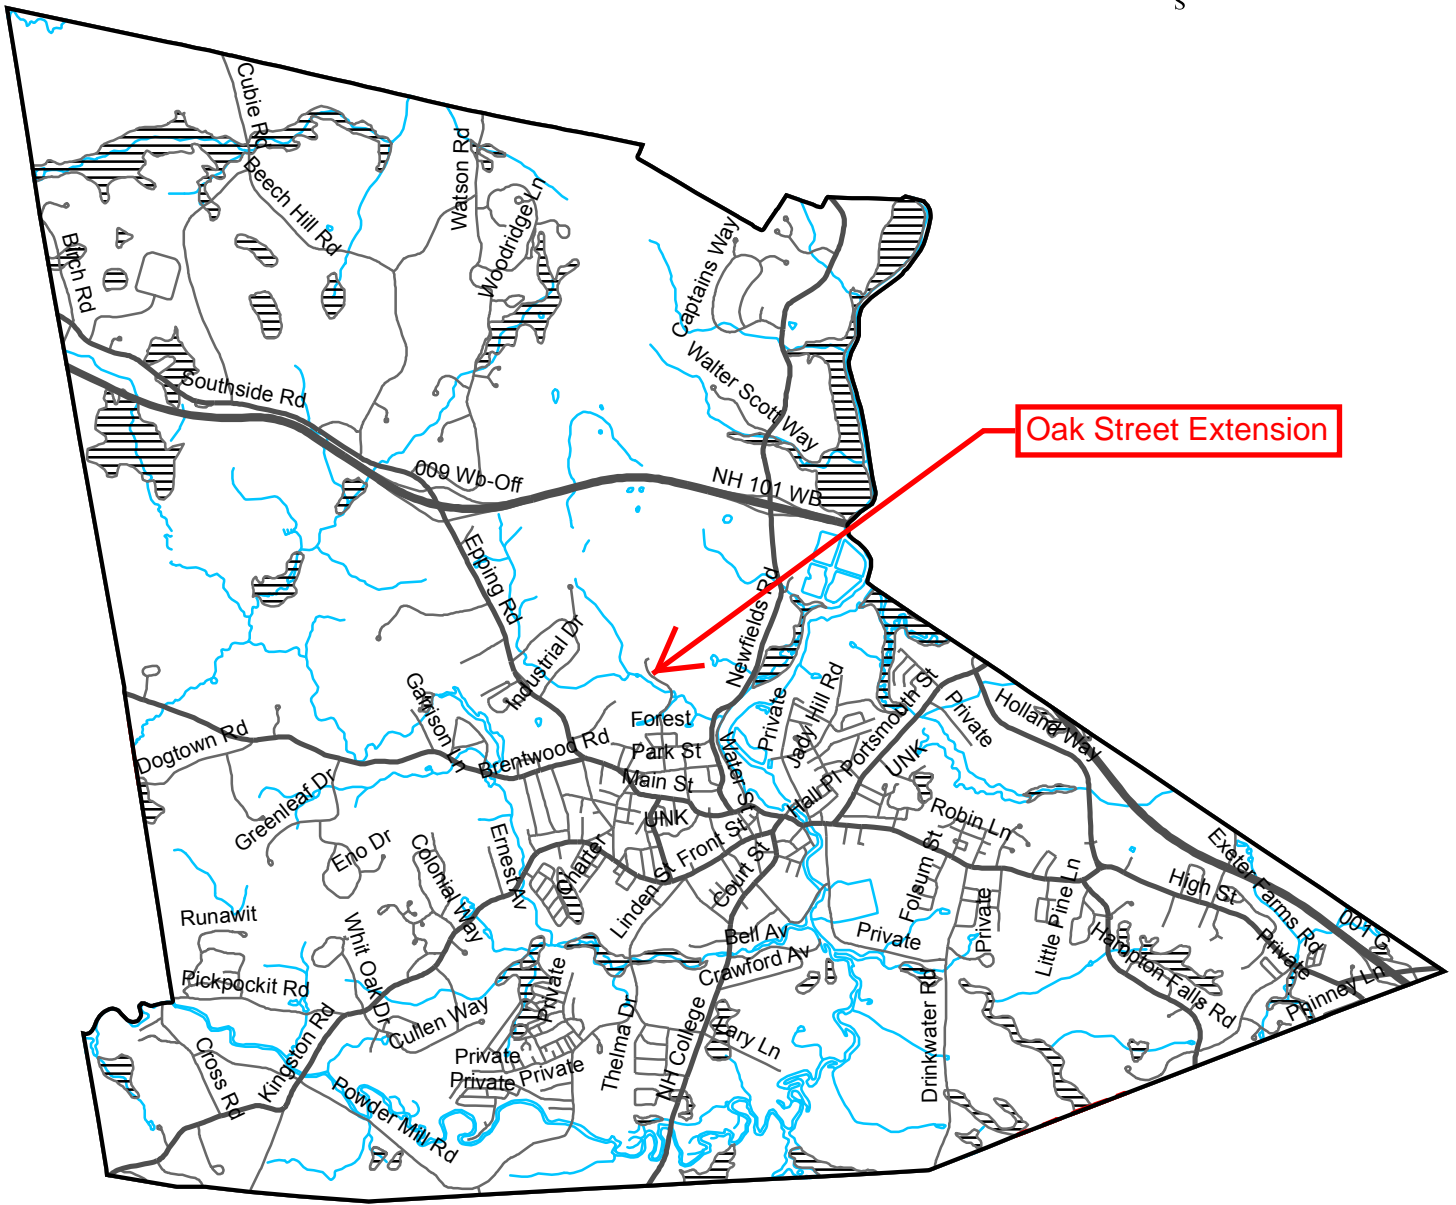 S
Cubie Rd
Beech Hill Rd
Watson Rd
Woodridge Ln
Birch Rd
Captains Way
Walter Scott Way
Southside Rd
Oak Street Extension
009 Wb-Off
NH 101 WB
Epping Rd
Industrial Dr
Newfields Rd
Garrison Ln
Dogtown Rd
Brentwood Rd
Forest
Park St
Main St
UNK
Water St
Private
Jady Hill Rd
Portsmouth St
Private
Holland Way
UNK
Hall Pl
Greenleaf Dr
Eno Dr
Colonial Way
Ernest Av
Charter
Linden St
Front St
Court St
Robin Ln
Folsum St
Private
Little Pine Ln
High St
Exeter Farms Rd
001 G
Runawit
Whit Oak Dr
Pickpockit Rd
Bell Av
Crawford Av
Private
Hampton Falls Rd
Private
Phinney Ln
Cullen Way
Private
Private
Private
Private
Thelma Dr
NH College
ary Ln
Drinkwater Rd
Cross Rd
Kingston Rd
Powder Mill Rd